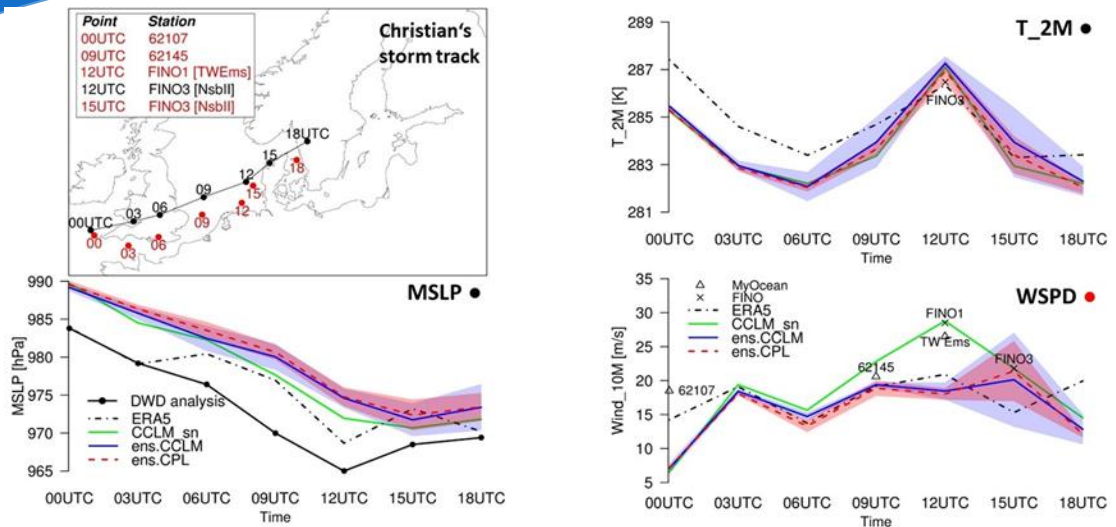 Point Station
00UTC 62107
09UTC 62145
12UTC FINO1 [TWEms]
12UTC FINO3 [NsbII]
15UTC FINO3 [NsbII]
Christian's
storm track
00UTC 03 06 09 12 15 18UTC
00 03 06 09 12 15 18
MSLP
MSLP [hPa]
990
985
980
975
970
965
DWD analysis
ERA5
CCLM_sn
ens.CCLM
ens.CPL
00UTC 03UTC 06UTC 09UTC 12UTC 15UTC 18UTC
Time
T_2M
T_2M [K]
289
287
285
283
281
FINO3
00UTC 03UTC 06UTC 09UTC 12UTC 15UTC 18UTC
Time
WSPD
Wind_10M [m/s]
35
30
25
20
15
10
5
MyOcean
FINO
ERA5
CCLM_sn
ens.CCLM
ens.CPL
62107
62145
FINO1
TWEms
FINO3
00UTC 03UTC 06UTC 09UTC 12UTC 15UTC 18UTC
Time